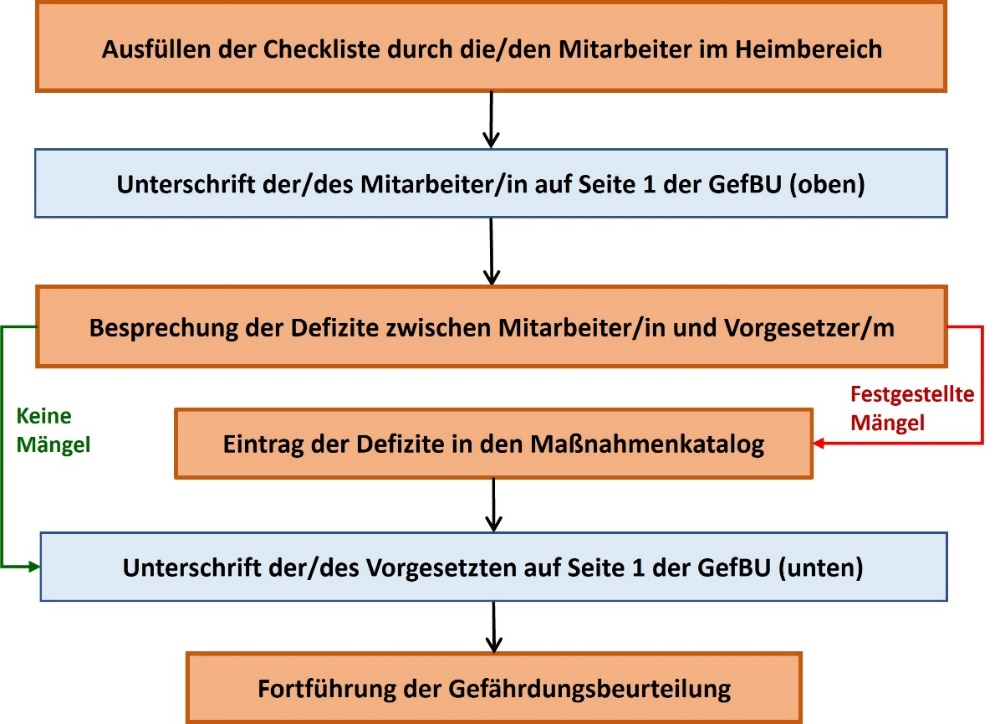 Ausfüllen der Checkliste durch die/den Mitarbeiter im Heimbereich
Unterschrift der/des Mitarbeiter/in auf Seite 1 der GefBU (oben)
Besprechung der Defizite zwischen Mitarbeiter/in und Vorgesetzer/m
Keine
Mängel
Festgestellte
Mängel
Eintrag der Defizite in den Maßnahmenkatalog
Unterschrift der/des Vorgesetzten auf Seite 1 der GefBU (unten)
Fortführung der Gefährdungsbeurteilung